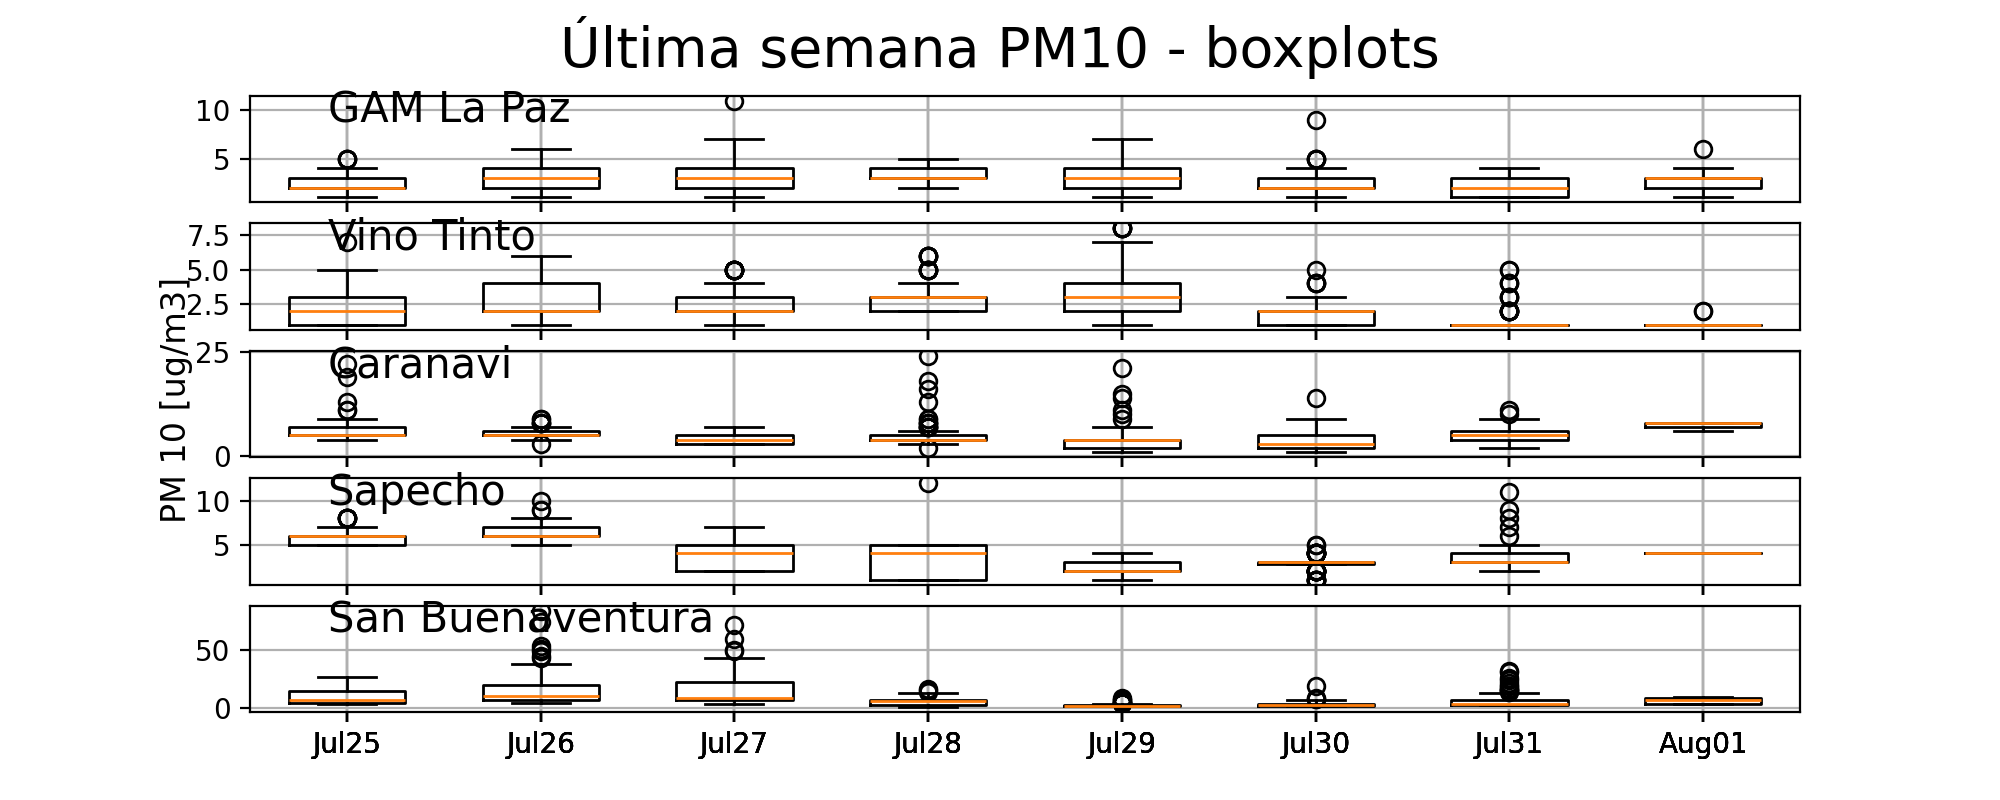 Última semana PM10 - boxplots
GAM La Paz
10
5
Vino Tinto
7.5
5.0
2.5
PM 10 [ug/m3]
Caranavi
25
0
Sapecho
10
5
San Buenaventura
50
0
Jul25 Jul26 Jul27 Jul28 Jul29 Jul30 Jul31 Aug01